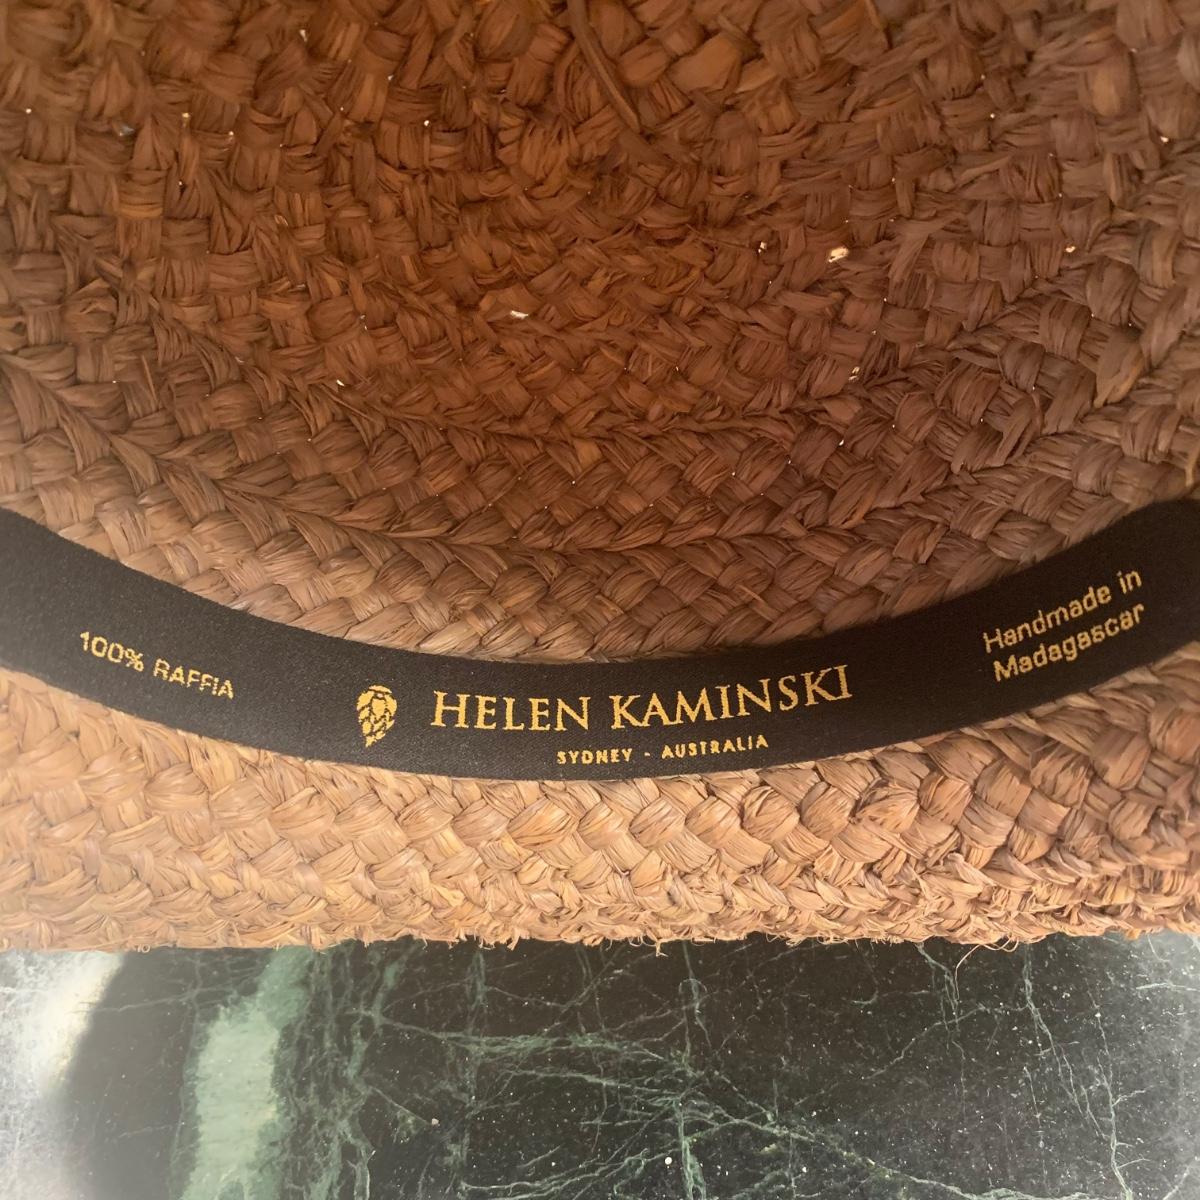 100% RAFFIA
HELEN KAMINSKI
SYDNEY - AUSTRALIA
Handmade in
Madagascar